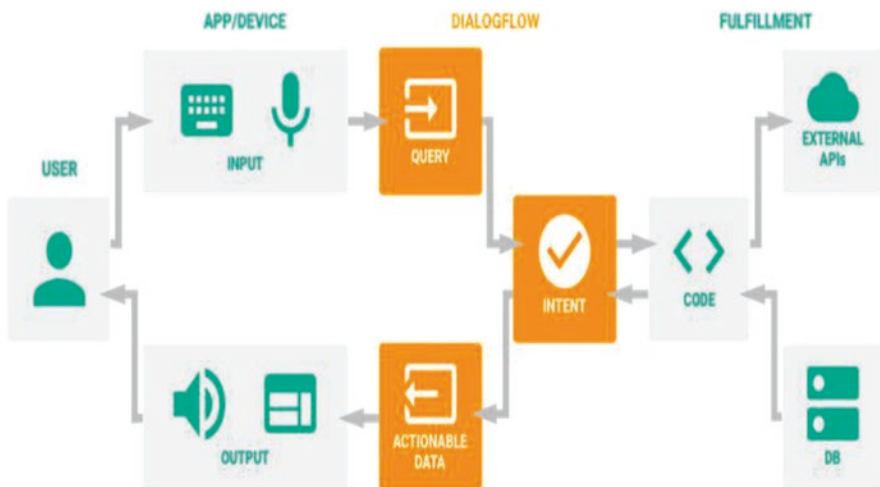 APP/DEVICE
DIALOGFLOW
FULFILLMENT
USER
INPUT
QUERY
EXTERNAL
APIs
INTENT
CODE
OUTPUT
ACTIONABLE
DATA
DB